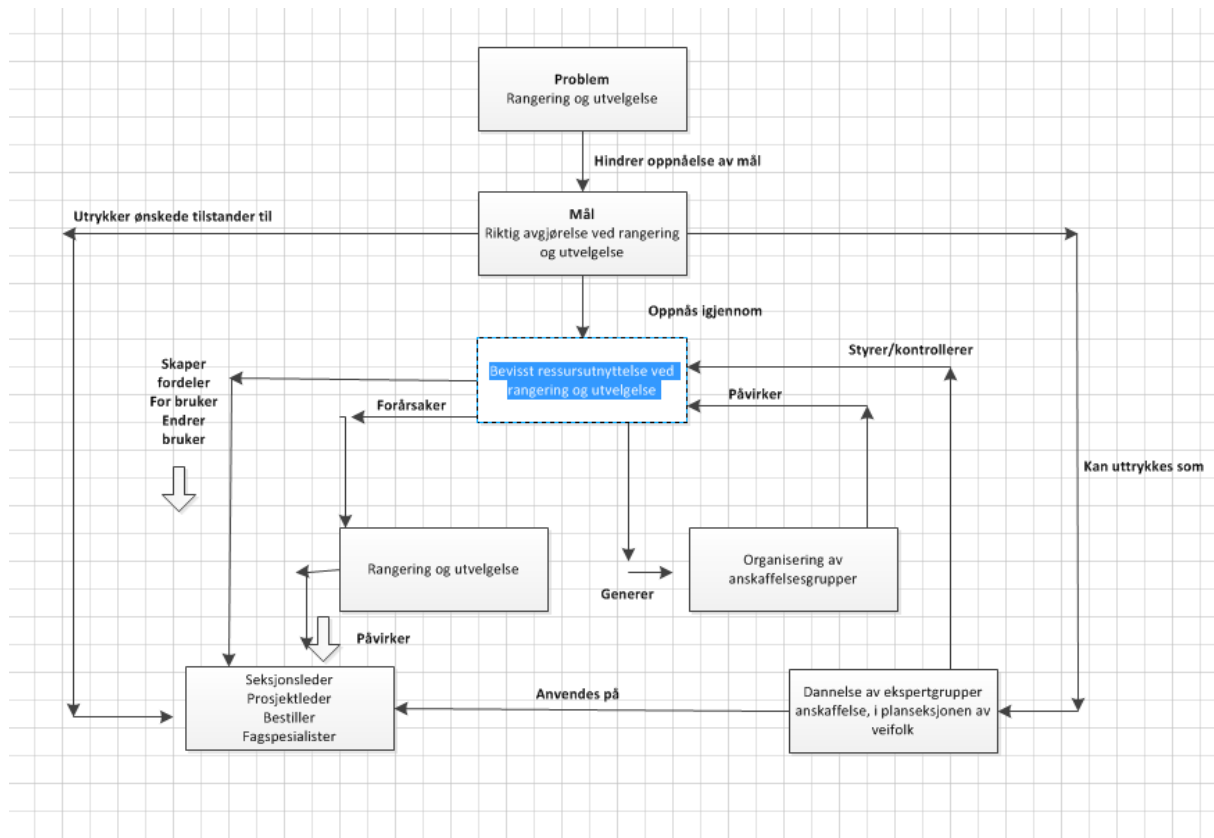 Problem
Rangering og utvelgelse
Hindrer oppnåelse av mål
Utrykker ønskede tilstander til
Mål
Riktig avgjørelse ved rangering
og utvelgelse
Oppnås igjennom
Styrer/kontrollerer
Skaper
fordeler
For bruker
Endrer
bruker
Bevisst ressursutnyttelse ved
rangering og utvelgelse
Forårsaker
Påvirker
Kan uttrykkes som
Rangering og utvelgelse
Organisering av
anskaffelsesgrupper
Generer
Påvirker
Seksjonsleder
Prosjektleder
Bestiller
Fagspesialister
Anvendes på
Dannelse av ekspertgrupper
anskaffelse, i planseksjonen av
veifolk